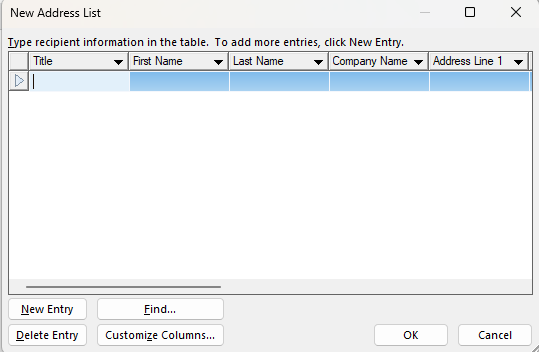 New Address List
Type recipient information in the table. To add more entries, click New Entry.
Title First Name Last Name Company Name Address Line 1
New Entry Find...
Delete Entry Customize Columns... OK Cancel